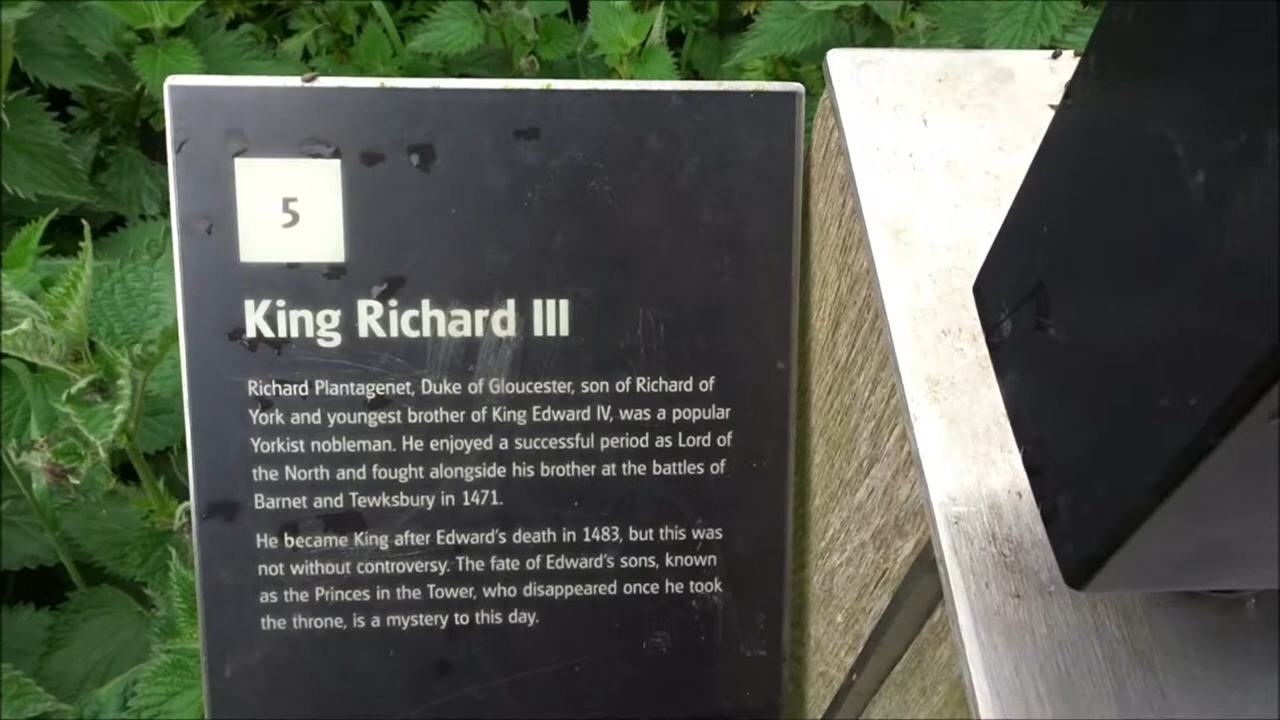 5
King Richard III
Richard Plantagenet, Duke of Gloucester, son of Richard of
York and youngest brother of King Edward IV, was a popular
Yorkist nobleman. He enjoyed a successful period as Lord of
the North and fought alongside his brother at the battles of
Barnet and Tewksbury in 1471.
He became King after Edward's death in 1483, but this was
not without controversy. The fate of Edward's sons, known
as the Princes in the Tower, who disappeared once he took
the throne, is a mystery to this day.